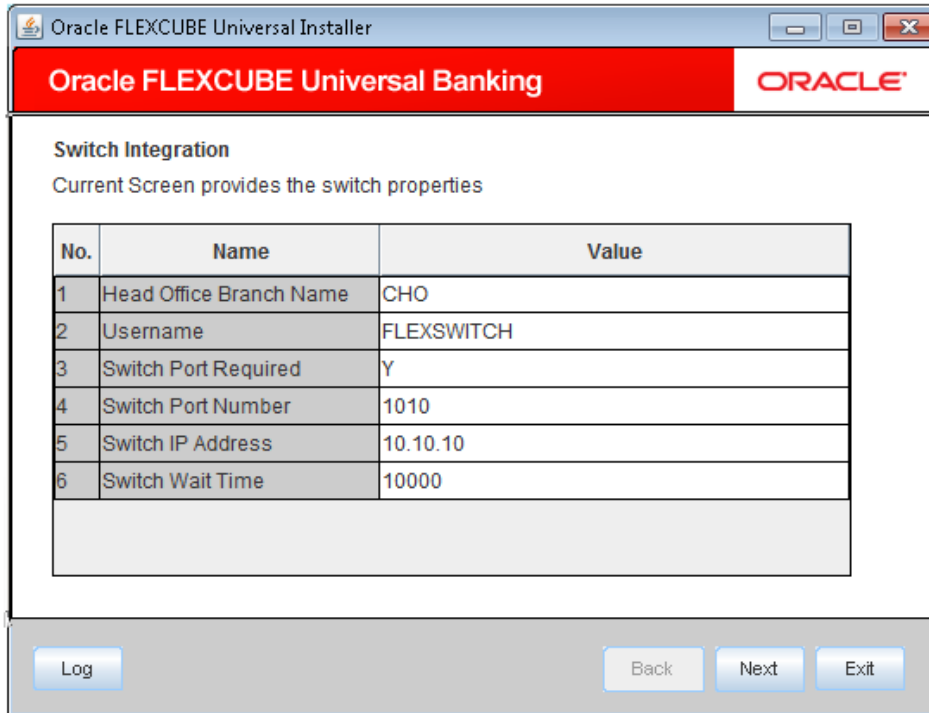 Oracle FLEXCUBE Universal Installer
Oracle FLEXCUBE Universal Banking
ORACLE
Switch Integration
Current Screen provides the switch properties
No. Name Value
1 Head Office Branch Name CHO
2 Username FLEXSWITCH
3 Switch Port Required Y
4 Switch Port Number 1010
5 Switch IP Address 10.10.10
6 Switch Wait Time 10000
Log Back Next Exit